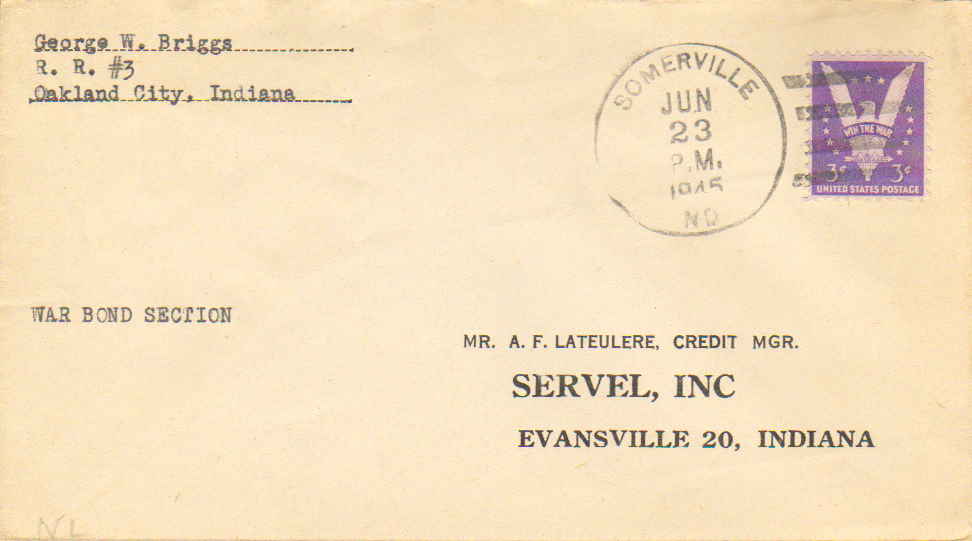 George W. Briggs
R. R. #3
Oakland City, Indiana
SOMERVILLE
JUN
23
P.M.
1945
WIN THE WAR
3¢ 3¢
UNITED STATES POSTAGE
WAR BOND SECTION
MR. A. F. LATEULERE, CREDIT MGR.
SERVEL, INC
EVANSVILLE 20, INDIANA